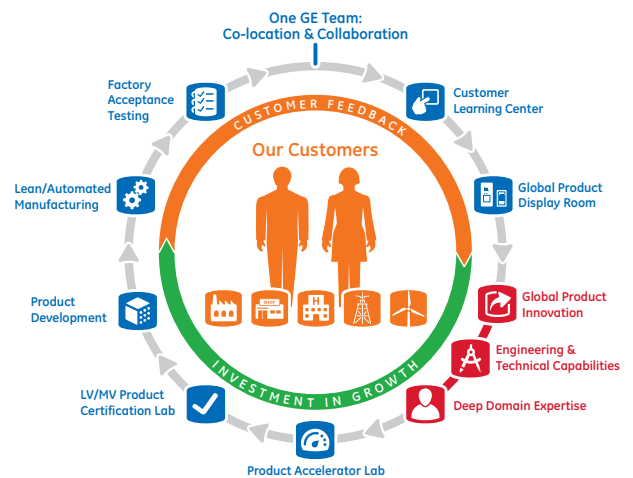 One GE Team:
Co-location & Collaboration
Factory
Acceptance
Testing
Customer
Learning Center
CUSTOMER FEEDBACK
Our Customers
Lean/Automated
Manufacturing
Global Product
Display Room
SHOP
H
Product
Development
Global Product
Innovation
Engineering &
Technical Capabilities
INVESTMENT IN GROWTH
LV/MV Product
Certification Lab
Deep Domain Expertise
Product Accelerator Lab